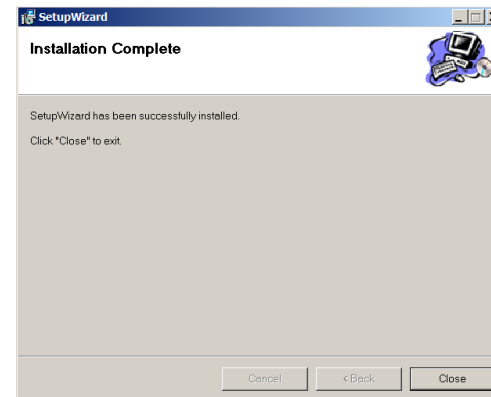 SetupWizard
Installation Complete
SetupWizard has been successfully installed.
Click "Close" to exit.
Cancel
< Back
Close